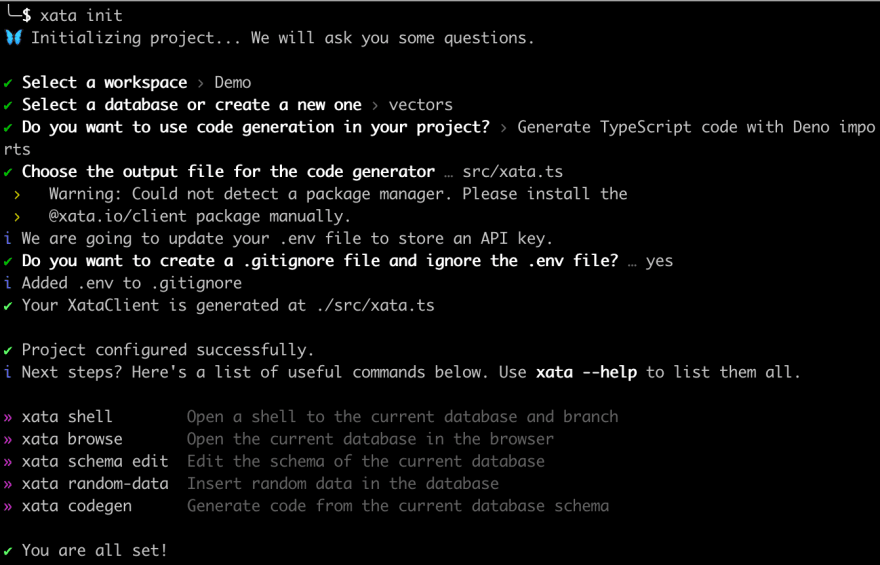 $ xata init
Initializing project... We will ask you some questions.
✔ Select a workspace › Demo
✔ Select a database or create a new one › vectors
✔ Do you want to use code generation in your project? › Generate TypeScript code with Deno impo
rts
✔ Choose the output file for the code generator … src/xata.ts
›   Warning: Could not detect a package manager. Please install the
›   @xata.io/client package manually.
i We are going to update your .env file to store an API key.
✔ Do you want to create a .gitignore file and ignore the .env file? … yes
i Added .env to .gitignore
✔ Your XataClient is generated at ./src/xata.ts
✔ Project configured successfully.
i Next steps? Here's a list of useful commands below. Use xata --help to list them all.
» xata shell        Open a shell to the current database and branch
» xata browse       Open the current database in the browser
» xata schema edit  Edit the schema of the current database
» xata random-data  Insert random data in the database
» xata codegen      Generate code from the current database schema
✔ You are all set!